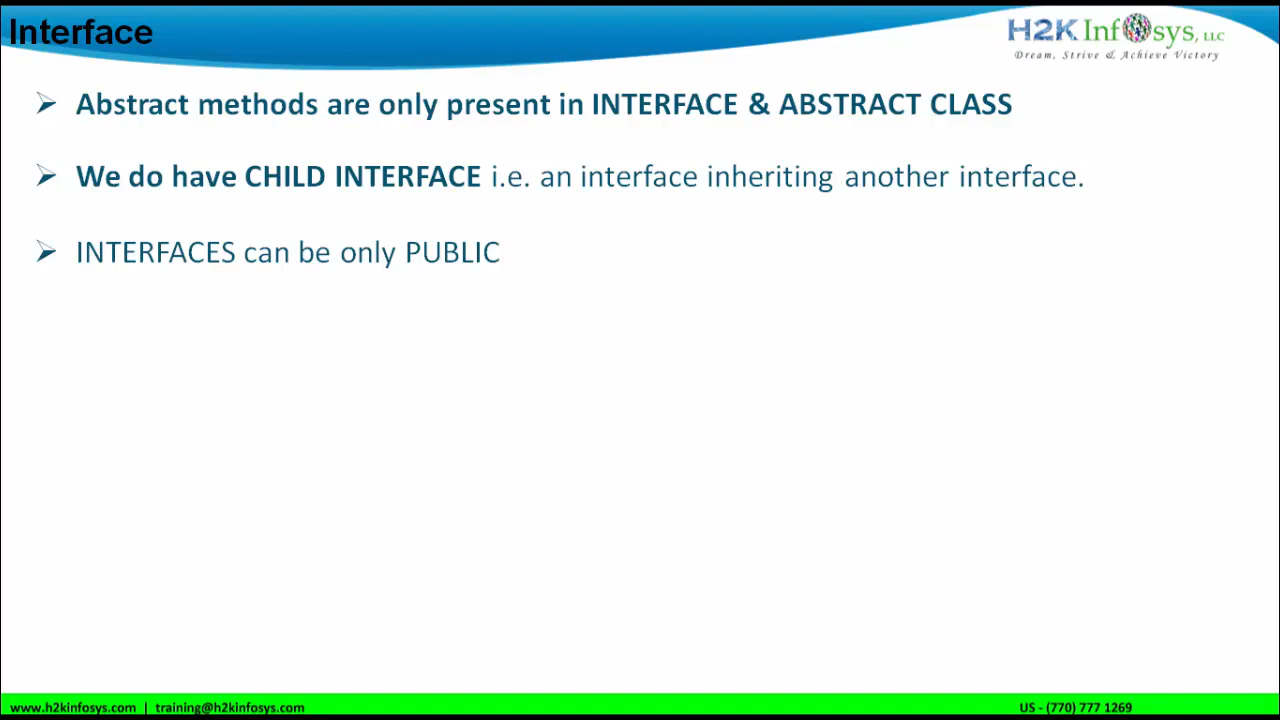 Interface
H2K Infosys, LLC
Dream, Strive & Achieve Victory
➢ Abstract methods are only present in INTERFACE & ABSTRACT CLASS
➢ We do have CHILD INTERFACE i.e. an interface inheriting another interface.
➢ INTERFACES can be only PUBLIC
www.h2kinfosys.com | training@h2kinfosys.com US - (770) 777 1269